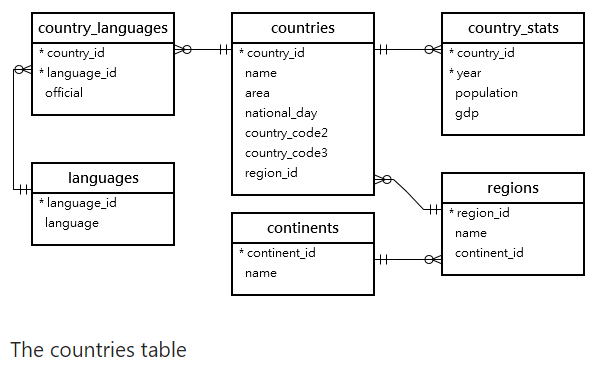 country_languages
* country_id
* language_id
official
countries
* country_id
name
area
national_day
country_code2
country_code3
region_id
country_stats
* country_id
* year
population
gdp
languages
* language_id
language
continents
* continent_id
name
regions
* region_id
name
continent_id
The countries table